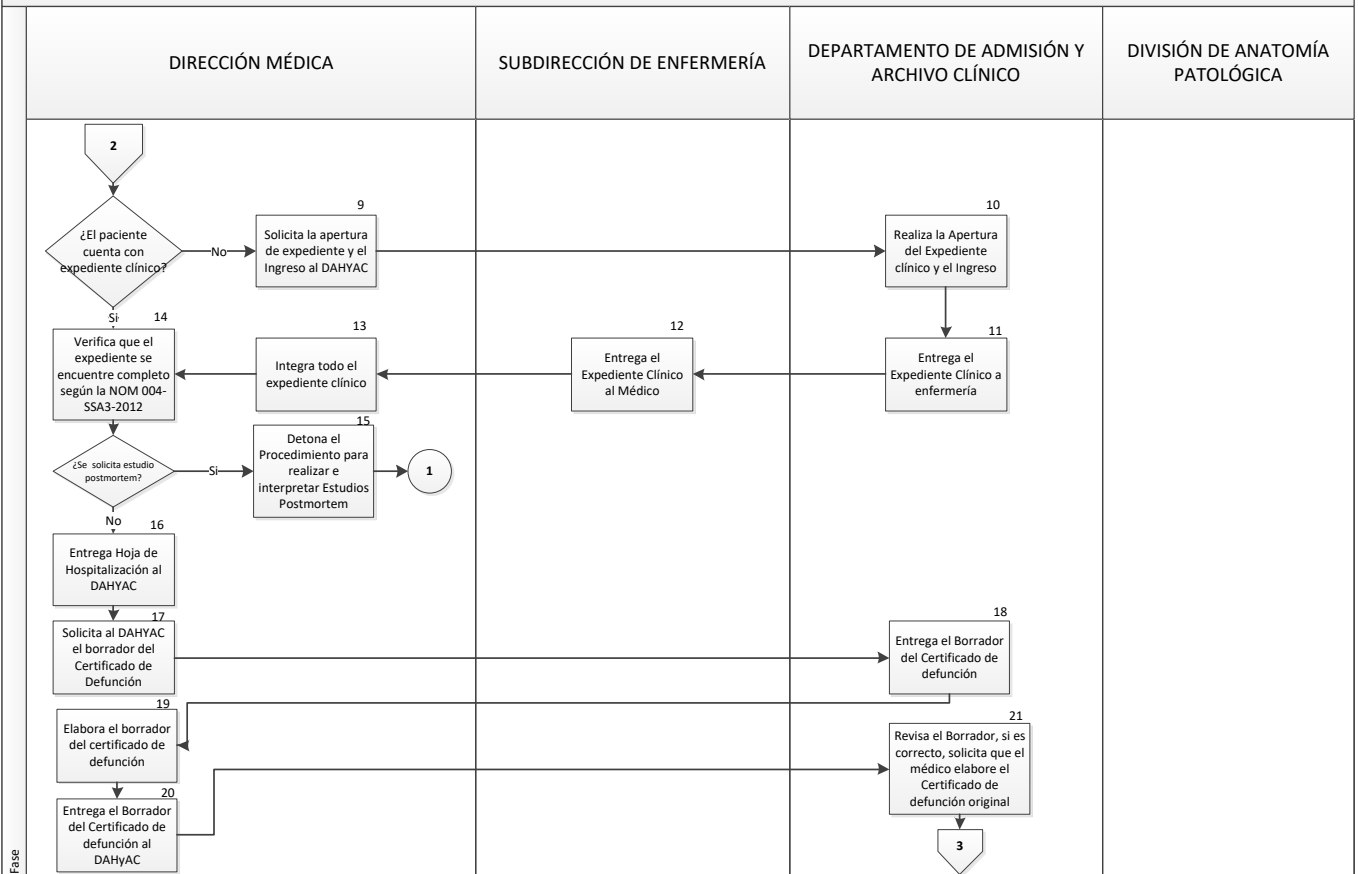 DIRECCIÓN MÉDICA
SUBDIRECCIÓN DE ENFERMERÍA
DEPARTAMENTO DE ADMISIÓN Y
ARCHIVO CLÍNICO
DIVISIÓN DE ANATOMÍA
PATOLÓGICA
2
¿El paciente
cuenta con
expediente clínico?
No
9
Solicita la apertura
de expediente y el
Ingreso al DAHYAC
10
Realiza la Apertura
del Expediente
clínico y el Ingreso
Si
14
Verifica que el
expediente se
encuentre completo
según la NOM 004-
SSA3-2012
13
Integra todo el
expediente clínico
12
Entrega el
Expediente Clínico
al Médico
11
Entrega el
Expediente Clínico a
enfermería
¿Se solicita estudio
postmortem?
Si
15
Detona el
Procedimiento para
realizar e
interpretar Estudios
Postmortem
1
No
16
Entrega Hoja de
Hospitalización al
DAHYAC
17
Solicita al DAHYAC
el borrador del
Certificado de
Defunción
18
Entrega el Borrador
del Certificado de
defunción
19
Elabora el borrador
del certificado de
defunción
20
Entrega el Borrador
del Certificado de
defunción al
DAHyAC
21
Revisa el Borrador, si es
correcto, solicita que el
médico elabore el
Certificado de
defunción original
3
Fase